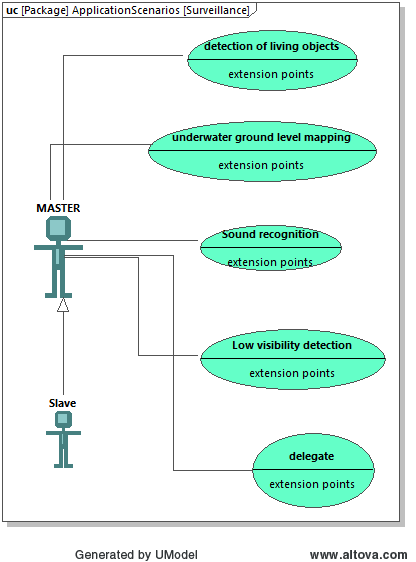 uc [Package] ApplicationScenarios [Surveillance]
detection of living objects
extension points
underwater ground level mapping
extension points
MASTER
Sound recognition
extension points
Low visibility detection
extension points
Slave
delegate
extension points
Generated by UModel
www.altova.com